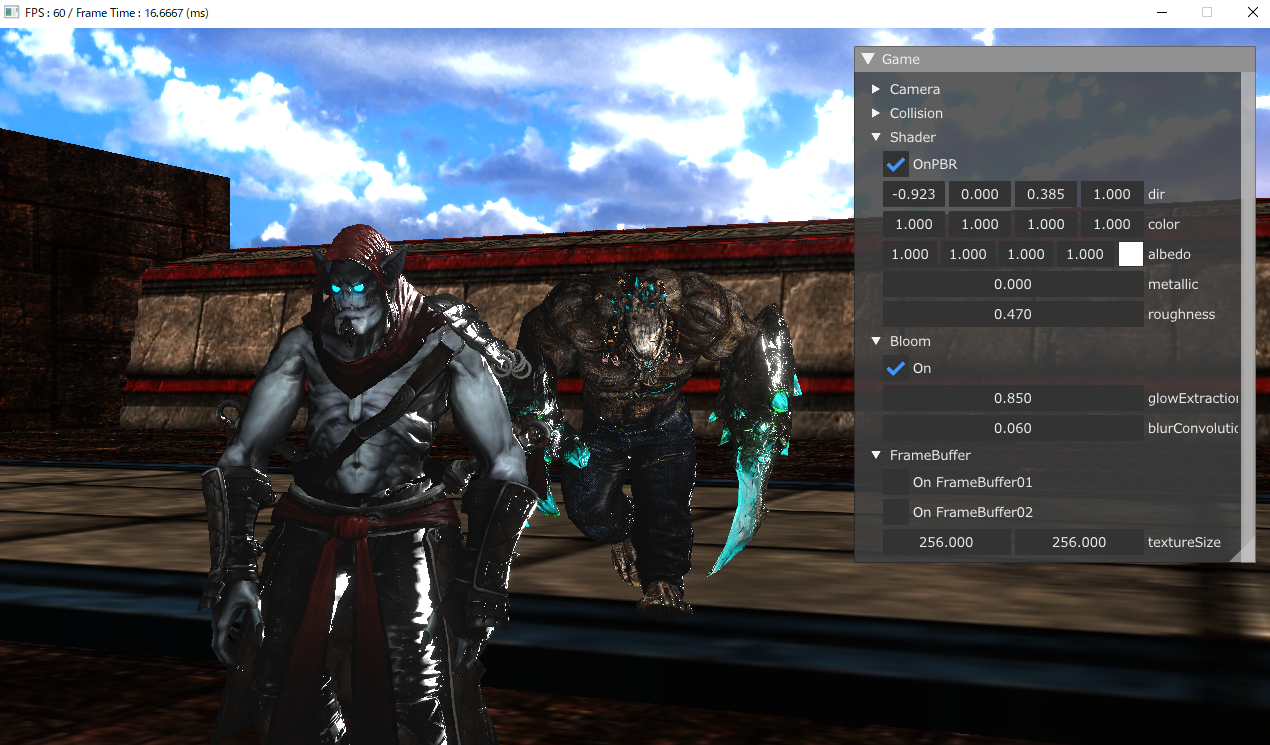 FPS : 60 / Frame Time : 16.6667 (ms)
Game
Camera
Collision
Shader
OnPBR
-0.923 0.000 0.385 1.000 dir
1.000 1.000 1.000 1.000 color
1.000 1.000 1.000 1.000 albedo
0.000 metallic
0.470 roughness
Bloom
On
0.850 glowExtraction
0.060 blurConvolutio
FrameBuffer
On FrameBuffer01
On FrameBuffer02
256.000 256.000 textureSize